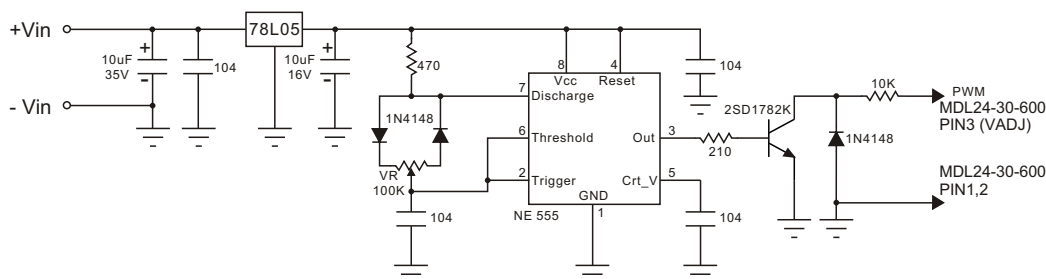 +Vin
78L05
+
10uF
35V
-
104
+
10uF
16V
-
470
8
Vcc
4
Reset
104
- Vin
7
Discharge
1N4148
6
Threshold
VR
100K
2
Trigger
104
NE 555
GND
1
Out
3
210
Crt_V
5
104
2SD1782K
10K
1N4148
PWM
MDL24-30-600
PIN3 (VADJ)
MDL24-30-600
PIN1,2